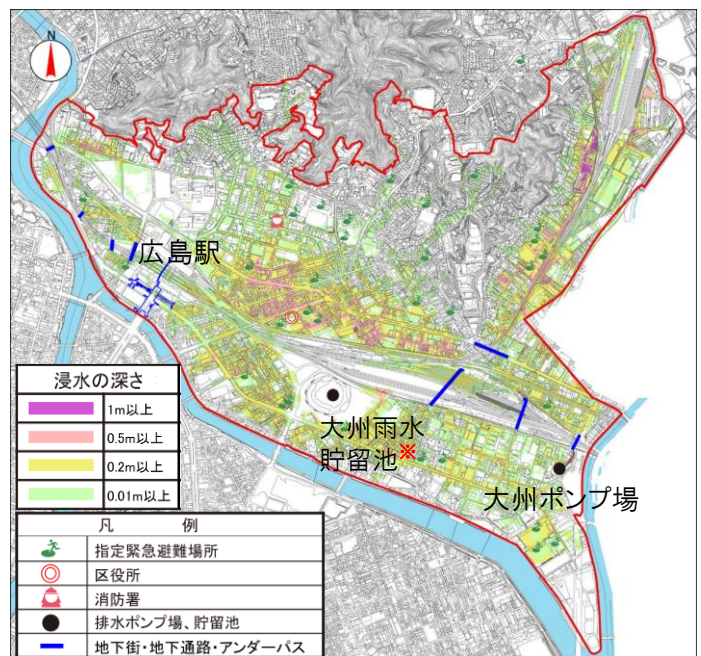 N
広島駅
大州雨水
貯留池※
大州ポンプ場
浸水の深さ
1m以上
0.5m以上
0.2m以上
0.01m以上
凡 例
指定緊急避難場所
区役所
消防署
排水ポンプ場、貯留池
地下街・地下通路・アンダーパス